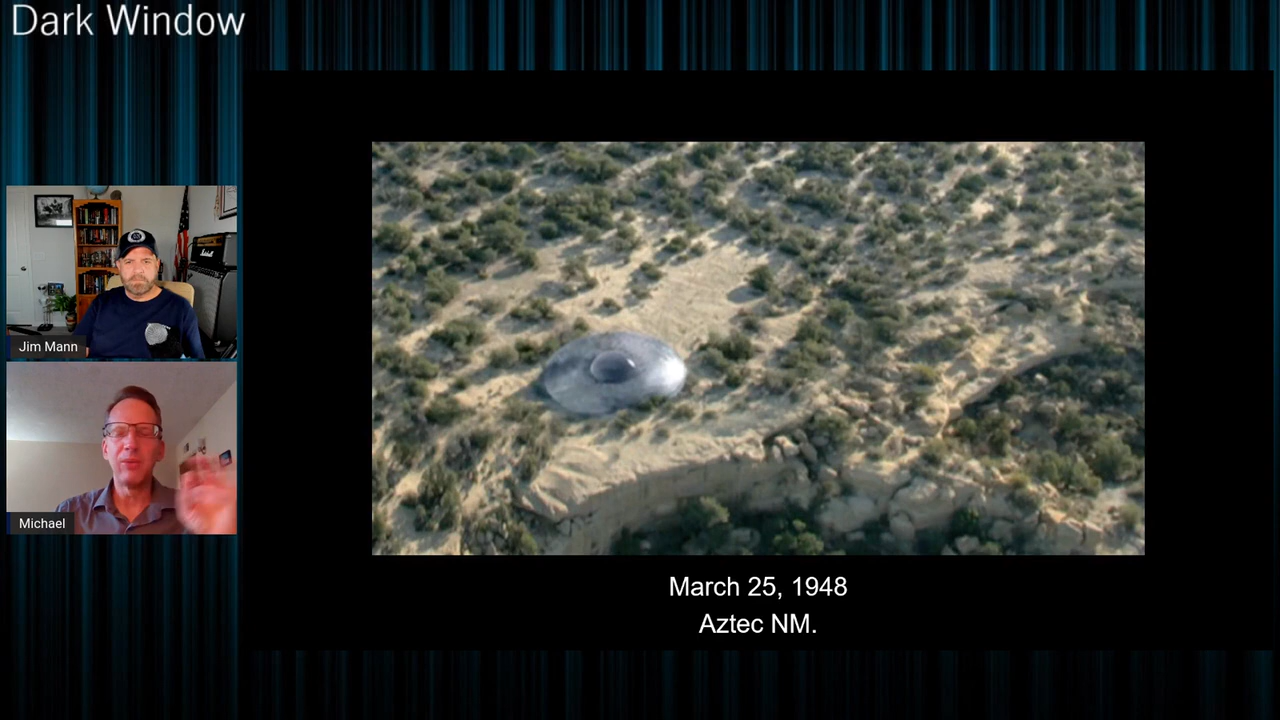 Dark Window
Jim Mann
Michael
March 25, 1948
Aztec NM.